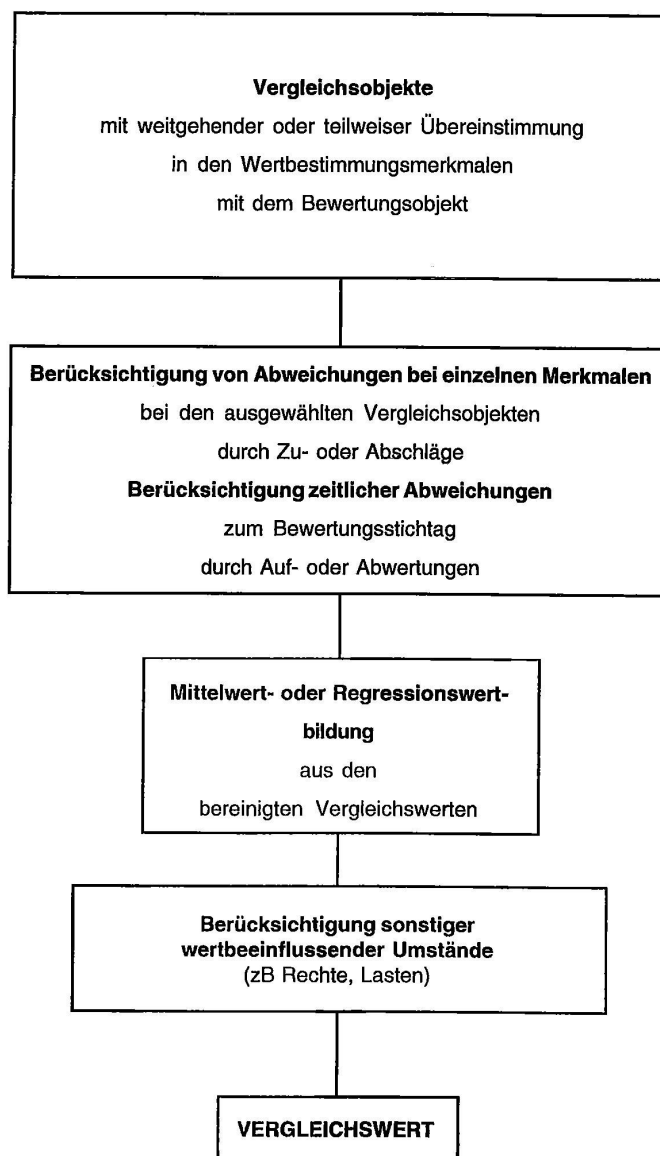 Vergleichsobjekte
mit weitgehender oder teilweiser Übereinstimmung
in den Wertbestimmungsmerkmalen
mit dem Bewertungsobjekt
Berücksichtigung von Abweichungen bei einzelnen Merkmalen
bei den ausgewählten Vergleichsobjekten
durch Zu- oder Abschläge
Berücksichtigung zeitlicher Abweichungen
zum Bewertungsstichtag
durch Auf- oder Abwertungen
Mittelwert- oder Regressionswert-
bildung
aus den
bereinigten Vergleichswerten
Berücksichtigung sonstiger
wertbeeinflussender Umstände
(zB Rechte, Lasten)
VERGLEICHSWERT